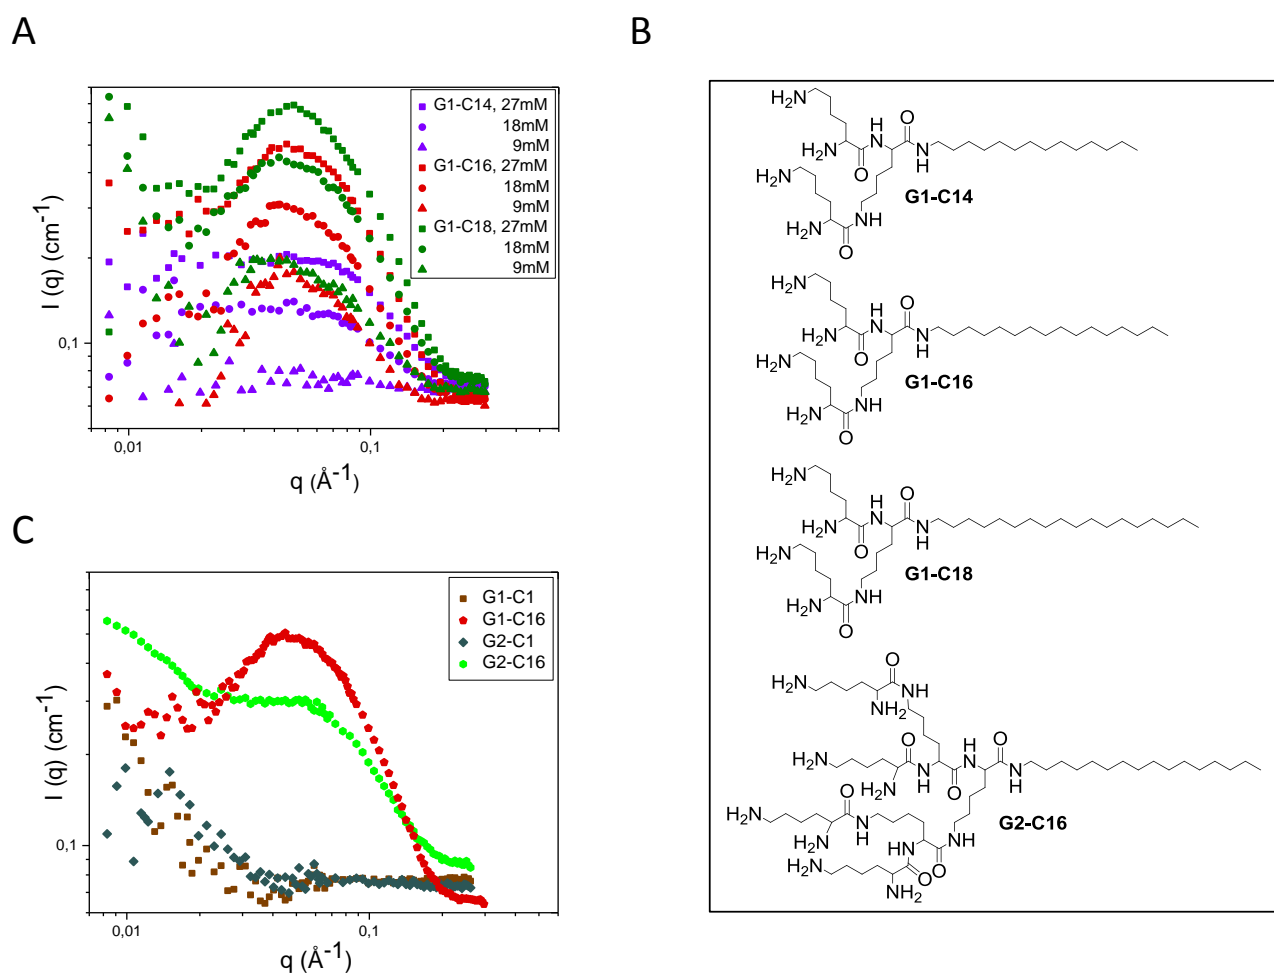 A
I (q) (cm⁻¹)
0,1
0,01
0,1
q (Å⁻¹)
G1-C14, 27mM
18mM
9mM
G1-C16, 27mM
18mM
9mM
G1-C18, 27mM
18mM
9mM
B
H₂N
O
H
N
H₂N
O
N
H
H₂N
G1-C14
H₂N
NH
O
H₂N
O
H
N
H₂N
O
N
H
H₂N
G1-C16
H₂N
NH
O
H₂N
O
H
N
H₂N
O
N
H
H₂N
G1-C18
H₂N
NH
O
O
H₂N
NH
NH₂
O
H
N
O
H₂N
N
H
O
N
H
H₂N
O
H₂N
N
H
NH
G2-C16
H₂N
HN
O
H₂N
O
O
NH₂
C
I (q) (cm⁻¹)
0,1
0,01
0,1
q (Å⁻¹)
G1-C1
G1-C16
G2-C1
G2-C16